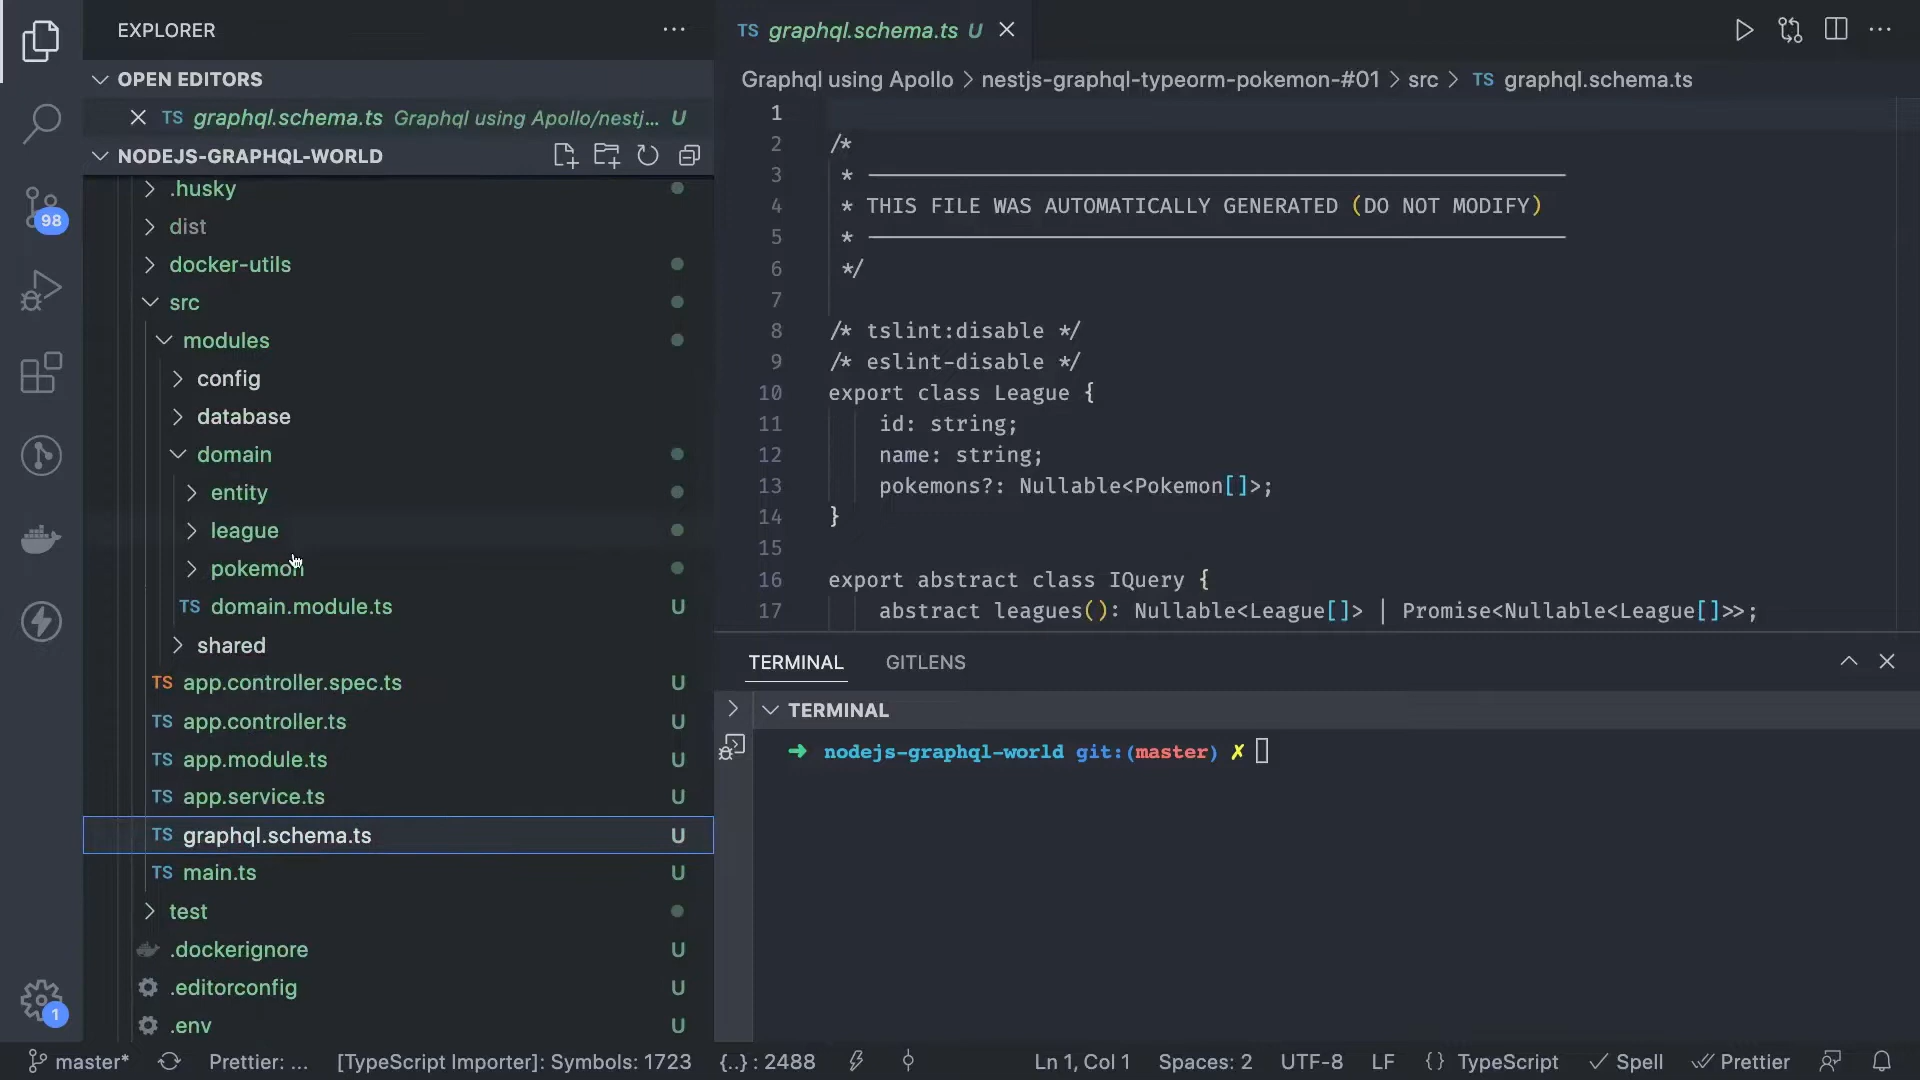 EXPLORER
OPEN EDITORS
TS graphql.schema.ts Graphql using Apollo/nestj... U
NODEJS-GRAPHQL-WORLD
.husky
dist
docker-utils
src
modules
config
database
domain
entity
league
pokemon
TS domain.module.ts U
shared
TS app.controller.spec.ts U
TS app.controller.ts U
TS app.module.ts U
TS app.service.ts U
TS graphql.schema.ts U
TS main.ts U
test
.dockerignore U
.editorconfig U
.env U
98
1
TS graphql.schema.ts U
Graphql using Apollo > nestjs-graphql-typeorm-pokemon-#01 > src > TS graphql.schema.ts
1
2 /*
3 * ------------------------------------------------------
4 * THIS FILE WAS AUTOMATICALLY GENERATED (DO NOT MODIFY)
5 * ------------------------------------------------------
6 */
7
8 /* tslint:disable */
9 /* eslint-disable */
10 export class League {
11 id: string;
12 name: string;
13 pokemons?: Nullable<Pokemon[]>;
14 }
15
16 export abstract class IQuery {
17 abstract leagues(): Nullable<League[]> | Promise<Nullable<League[]>>;
TERMINAL GITLENS
TERMINAL
➜ nodejs-graphql-world git:(master) ✗
master* Prettier: ... [TypeScript Importer]: Symbols: 1723 {..} : 2488 Ln 1, Col 1 Spaces: 2 UTF-8 LF {} TypeScript ✓ Spell ✓✓ Prettier